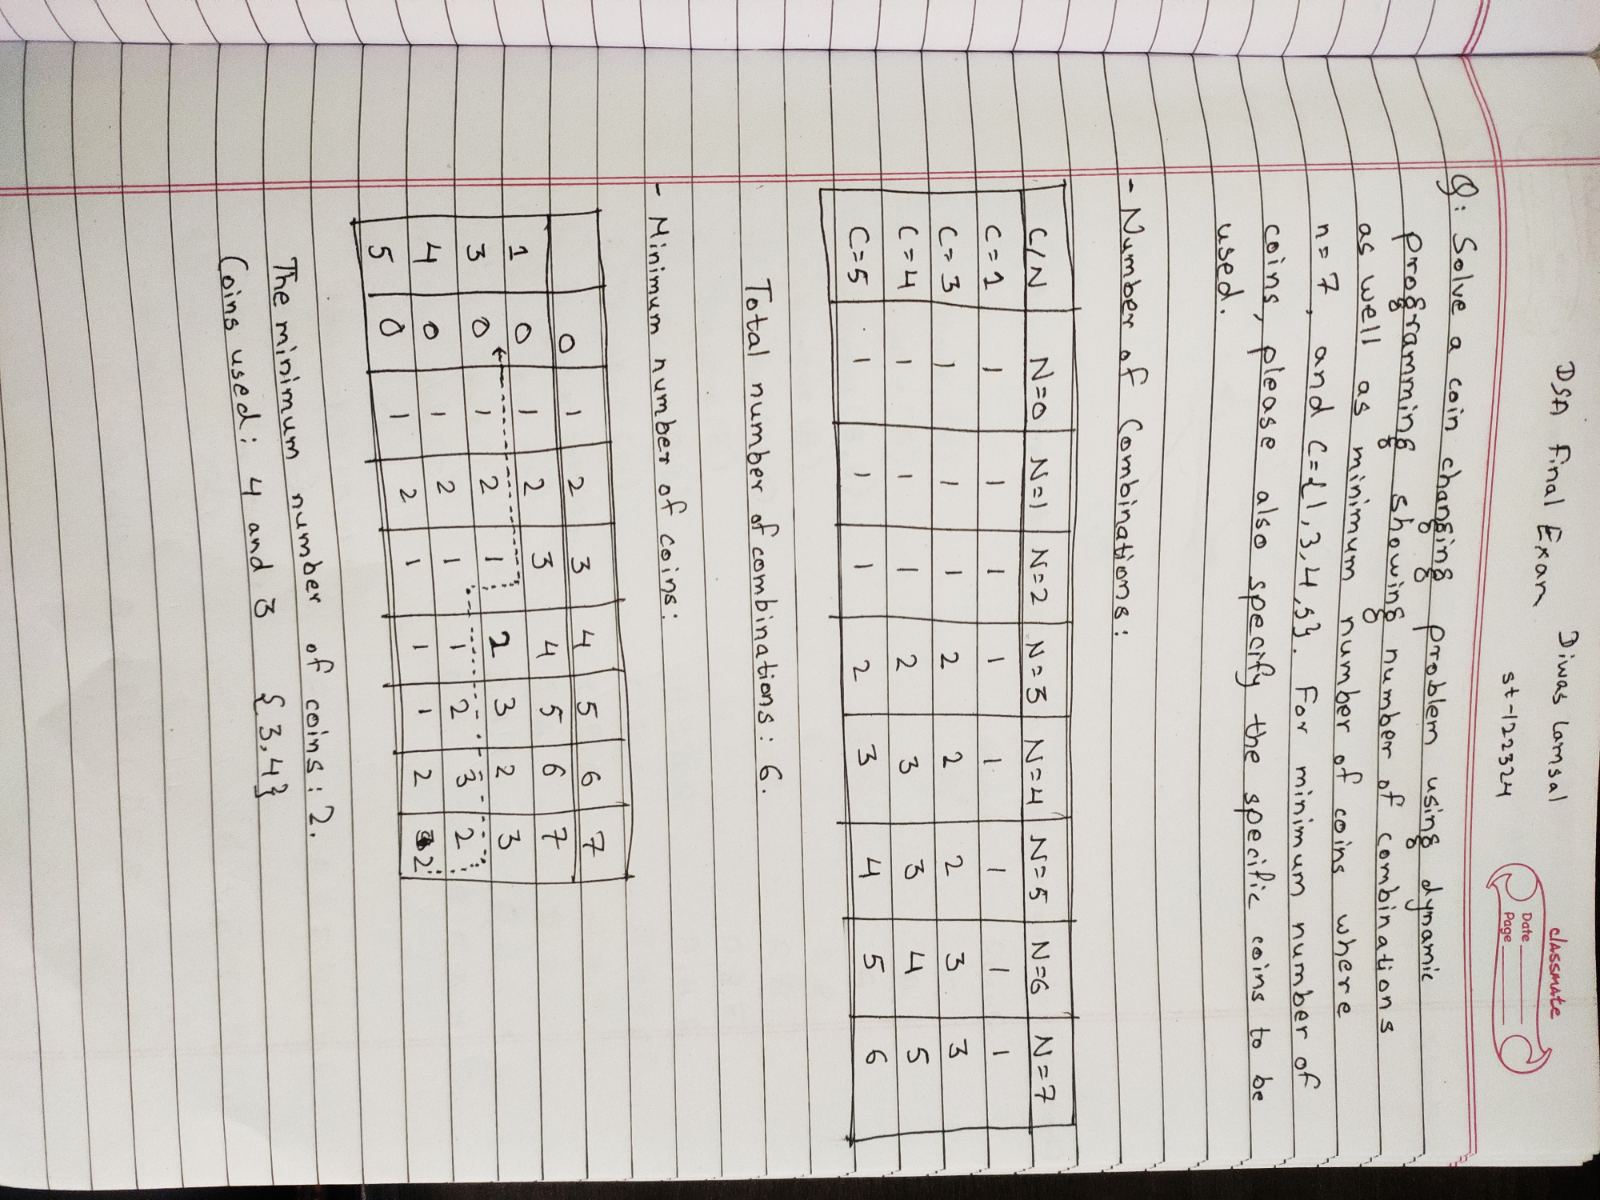 DSA Final Exam Diwas Lamsal
st-122324
classmate
Date
Page
Q: Solve a coin changing problem using dynamic
programming showing number of combinations
as well as minimum number of coins where
n=7, and C={1,3,4,5}. For minimum number of
coins, please also specify the specific coins to be
used.
- Number of Combinations:
C/N N=0 N=1 N=2 N=3 N=4 N=5 N=6 N=7
C=1 1 1 1 1 1 1 1 1
C=3 1 1 1 2 2 2 3 3
C=4 1 1 1 2 3 3 4 5
C=5 1 1 1 2 3 4 5 6
Total number of combinations: 6.
- Minimum number of coins:
0 1 2 3 4 5 6 7
1 0 1 2 3 4 5 6 7
3 0 1 2 1 2 3 2 3
4 0 1 2 1 1 2 3 2
5 0 1 2 1 1 1 2 2
The minimum number of coins: 2.
Coins used: 4 and 3 {3,4}